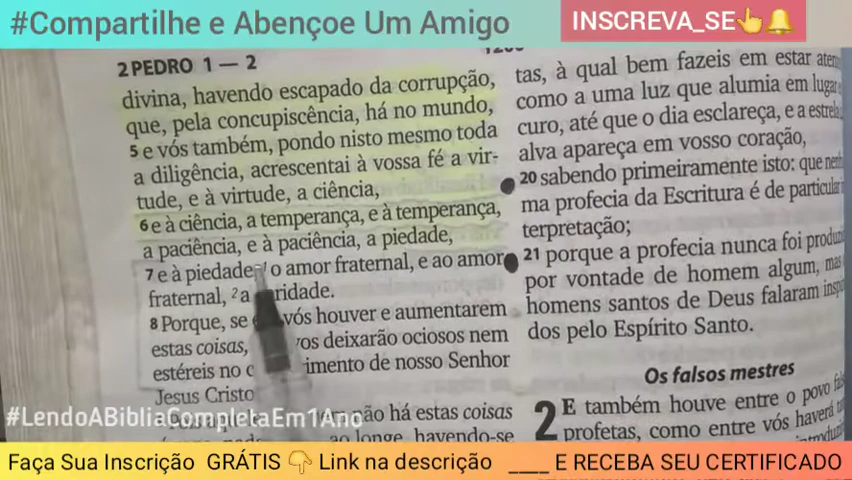 #Compartilhe e Abençoe Um Amigo
INSCREVA_SE
2 PEDRO 1 — 2
divina, havendo escapado da corrupção,
que, pela concupiscência, há no mundo,
5 e vós também, pondo nisto mesmo toda
a diligência, acrescentai à vossa fé a vir-
tude, e à virtude, a ciência,
6 e à ciência, a temperança, e à temperança,
a paciência, e à paciência, a piedade,
7 e à piedade, o amor fraternal, e ao amor
fraternal, ²a caridade.
8 Porque, se vós houver e aumentarem
estas coisas, vos deixarão ociosos nem
estéreis no de nosso Senhor
Jesus Cristo
não há estas coisas
ao longe, havendo-se
tas, à qual bem fazeis em estar
como a uma luz que alumia em lugar
curo, até que o dia esclareça, e a
alva apareça em vosso coração,
20 sabendo primeiramente isto: que
ma profecia da Escritura é de particular
terpretação;
21 porque a profecia nunca foi
por vontade de homem algum, mas
homens santos de Deus falaram
dos pelo Espírito Santo.
Os falsos mestres
2 E também houve entre o povo
profetas, como entre vós haverá
#LendoABibliaCompletaEm1Ano
Faça Sua Inscrição GRÁTIS Link na descrição ____ E RECEBA SEU CERTIFICADO